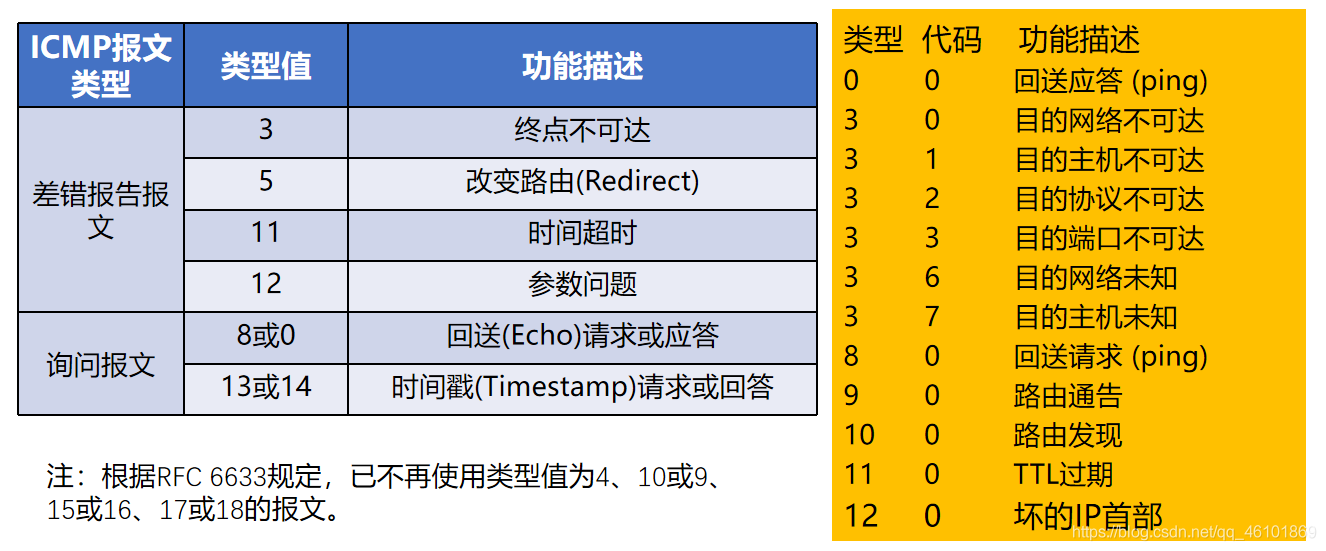 ICMP报文类型 类型值 功能描述
差错报告报文 3 终点不可达
5 改变路由(Redirect)
11 时间超时
12 参数问题
询问报文 8或0 回送(Echo)请求或应答
13或14 时间戳(Timestamp)请求或回答
注：根据RFC 6633规定，已不再使用类型值为4、10或9、
15或16、17或18的报文。
类型 代码 功能描述
0 0 回送应答 (ping)
3 0 目的网络不可达
3 1 目的主机不可达
3 2 目的协议不可达
3 3 目的端口不可达
3 6 目的网络未知
3 7 目的主机未知
8 0 回送请求 (ping)
9 0 路由通告
10 0 路由发现
11 0 TTL过期
12 0 坏的IP首部
https://blog.csdn.net/qq_46101869